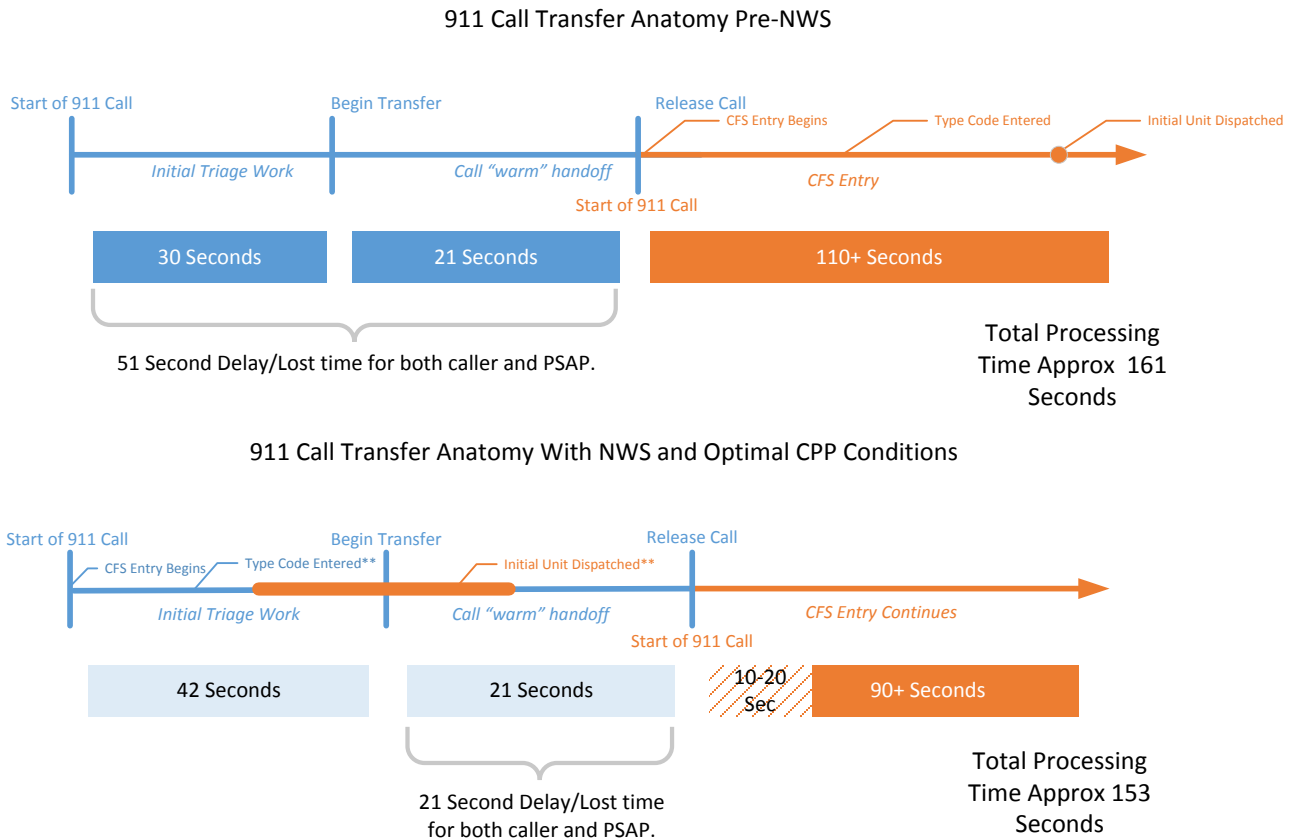 911 Call Transfer Anatomy Pre-NWS
Start of 911 Call
Begin Transfer
Release Call
CFS Entry Begins
Type Code Entered
Initial Unit Dispatched
Initial Triage Work
Call “warm” handoff
CFS Entry
Start of 911 Call
30 Seconds
21 Seconds
110+ Seconds
51 Second Delay/Lost time for both caller and PSAP.
Total Processing
Time Approx 161
Seconds
911 Call Transfer Anatomy With NWS and Optimal CPP Conditions
Start of 911 Call
Begin Transfer
Release Call
CFS Entry Begins
Type Code Entered**
Initial Unit Dispatched**
Initial Triage Work
Call “warm” handoff
CFS Entry Continues
Start of 911 Call
42 Seconds
21 Seconds
10-20
Sec
90+ Seconds
21 Second Delay/Lost time
for both caller and PSAP.
Total Processing
Time Approx 153
Seconds